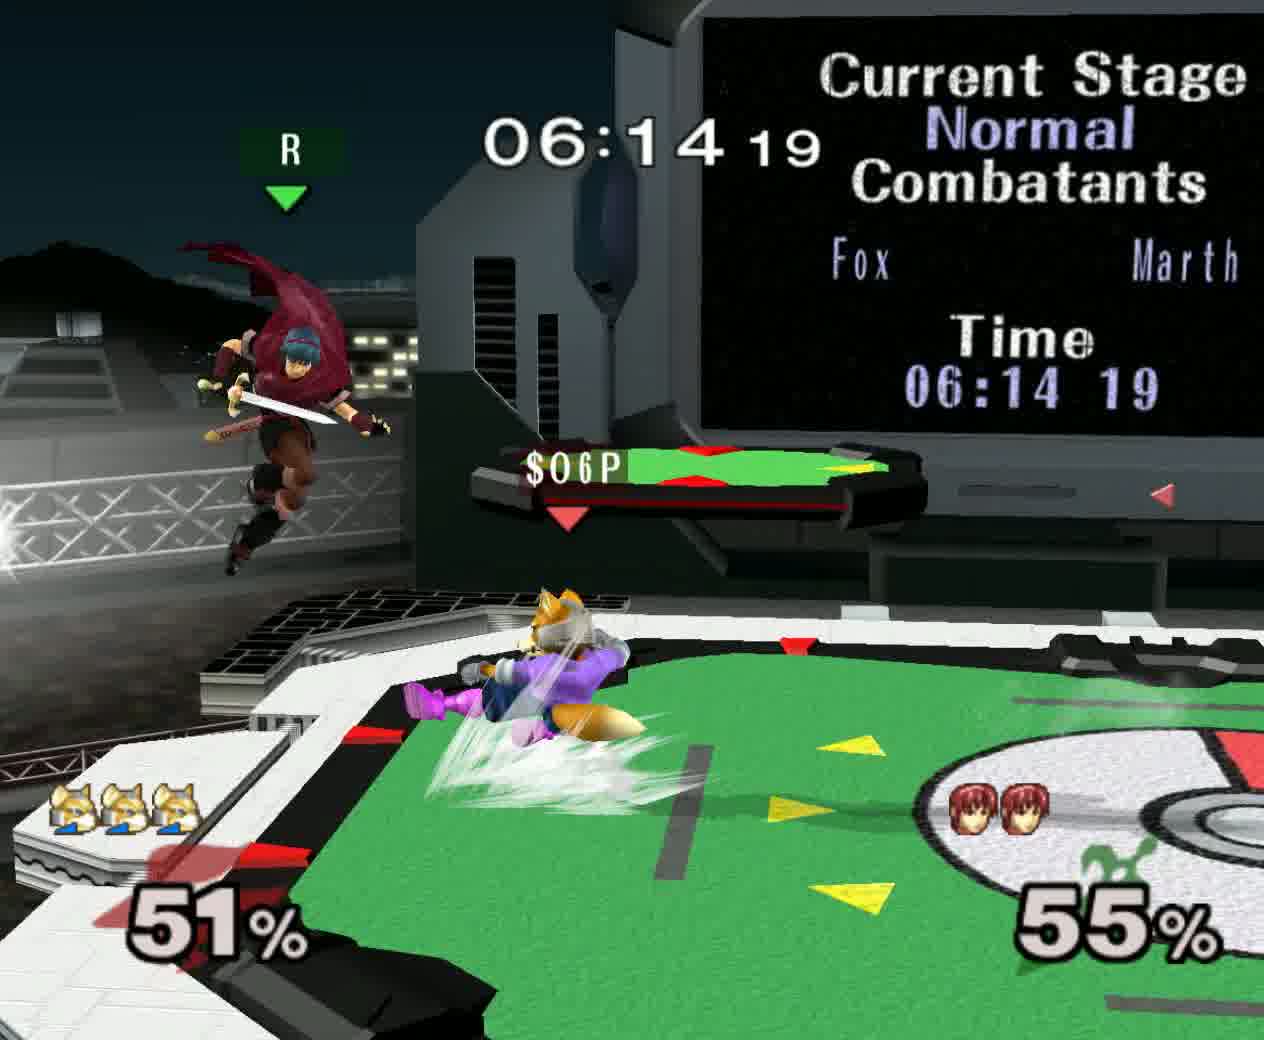 Current Stage
Normal
Combatants
Fox Marth
Time
06:14 19
06:14 19
R
$06P
51%
55%